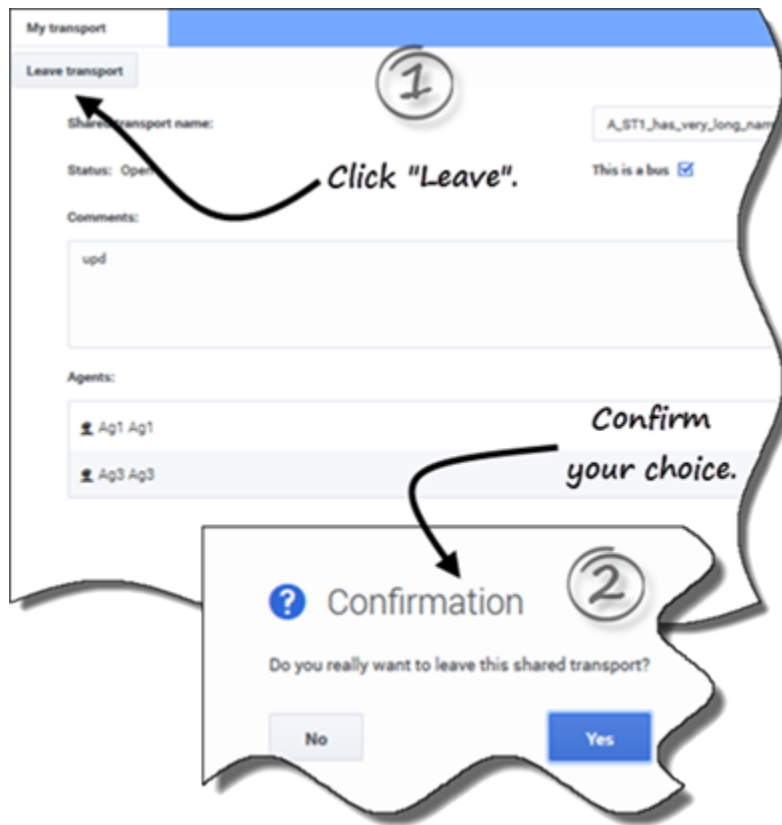 My transport
Leave transport
1
Shared transport name:
A_ST1_has_very_long_nam
Status: Open
Click "Leave".
This is a bus
Comments:
upd
Agents:
Ag1 Ag1
Confirm
your choice.
Ag3 Ag3
2
? Confirmation
Do you really want to leave this shared transport?
No
Yes